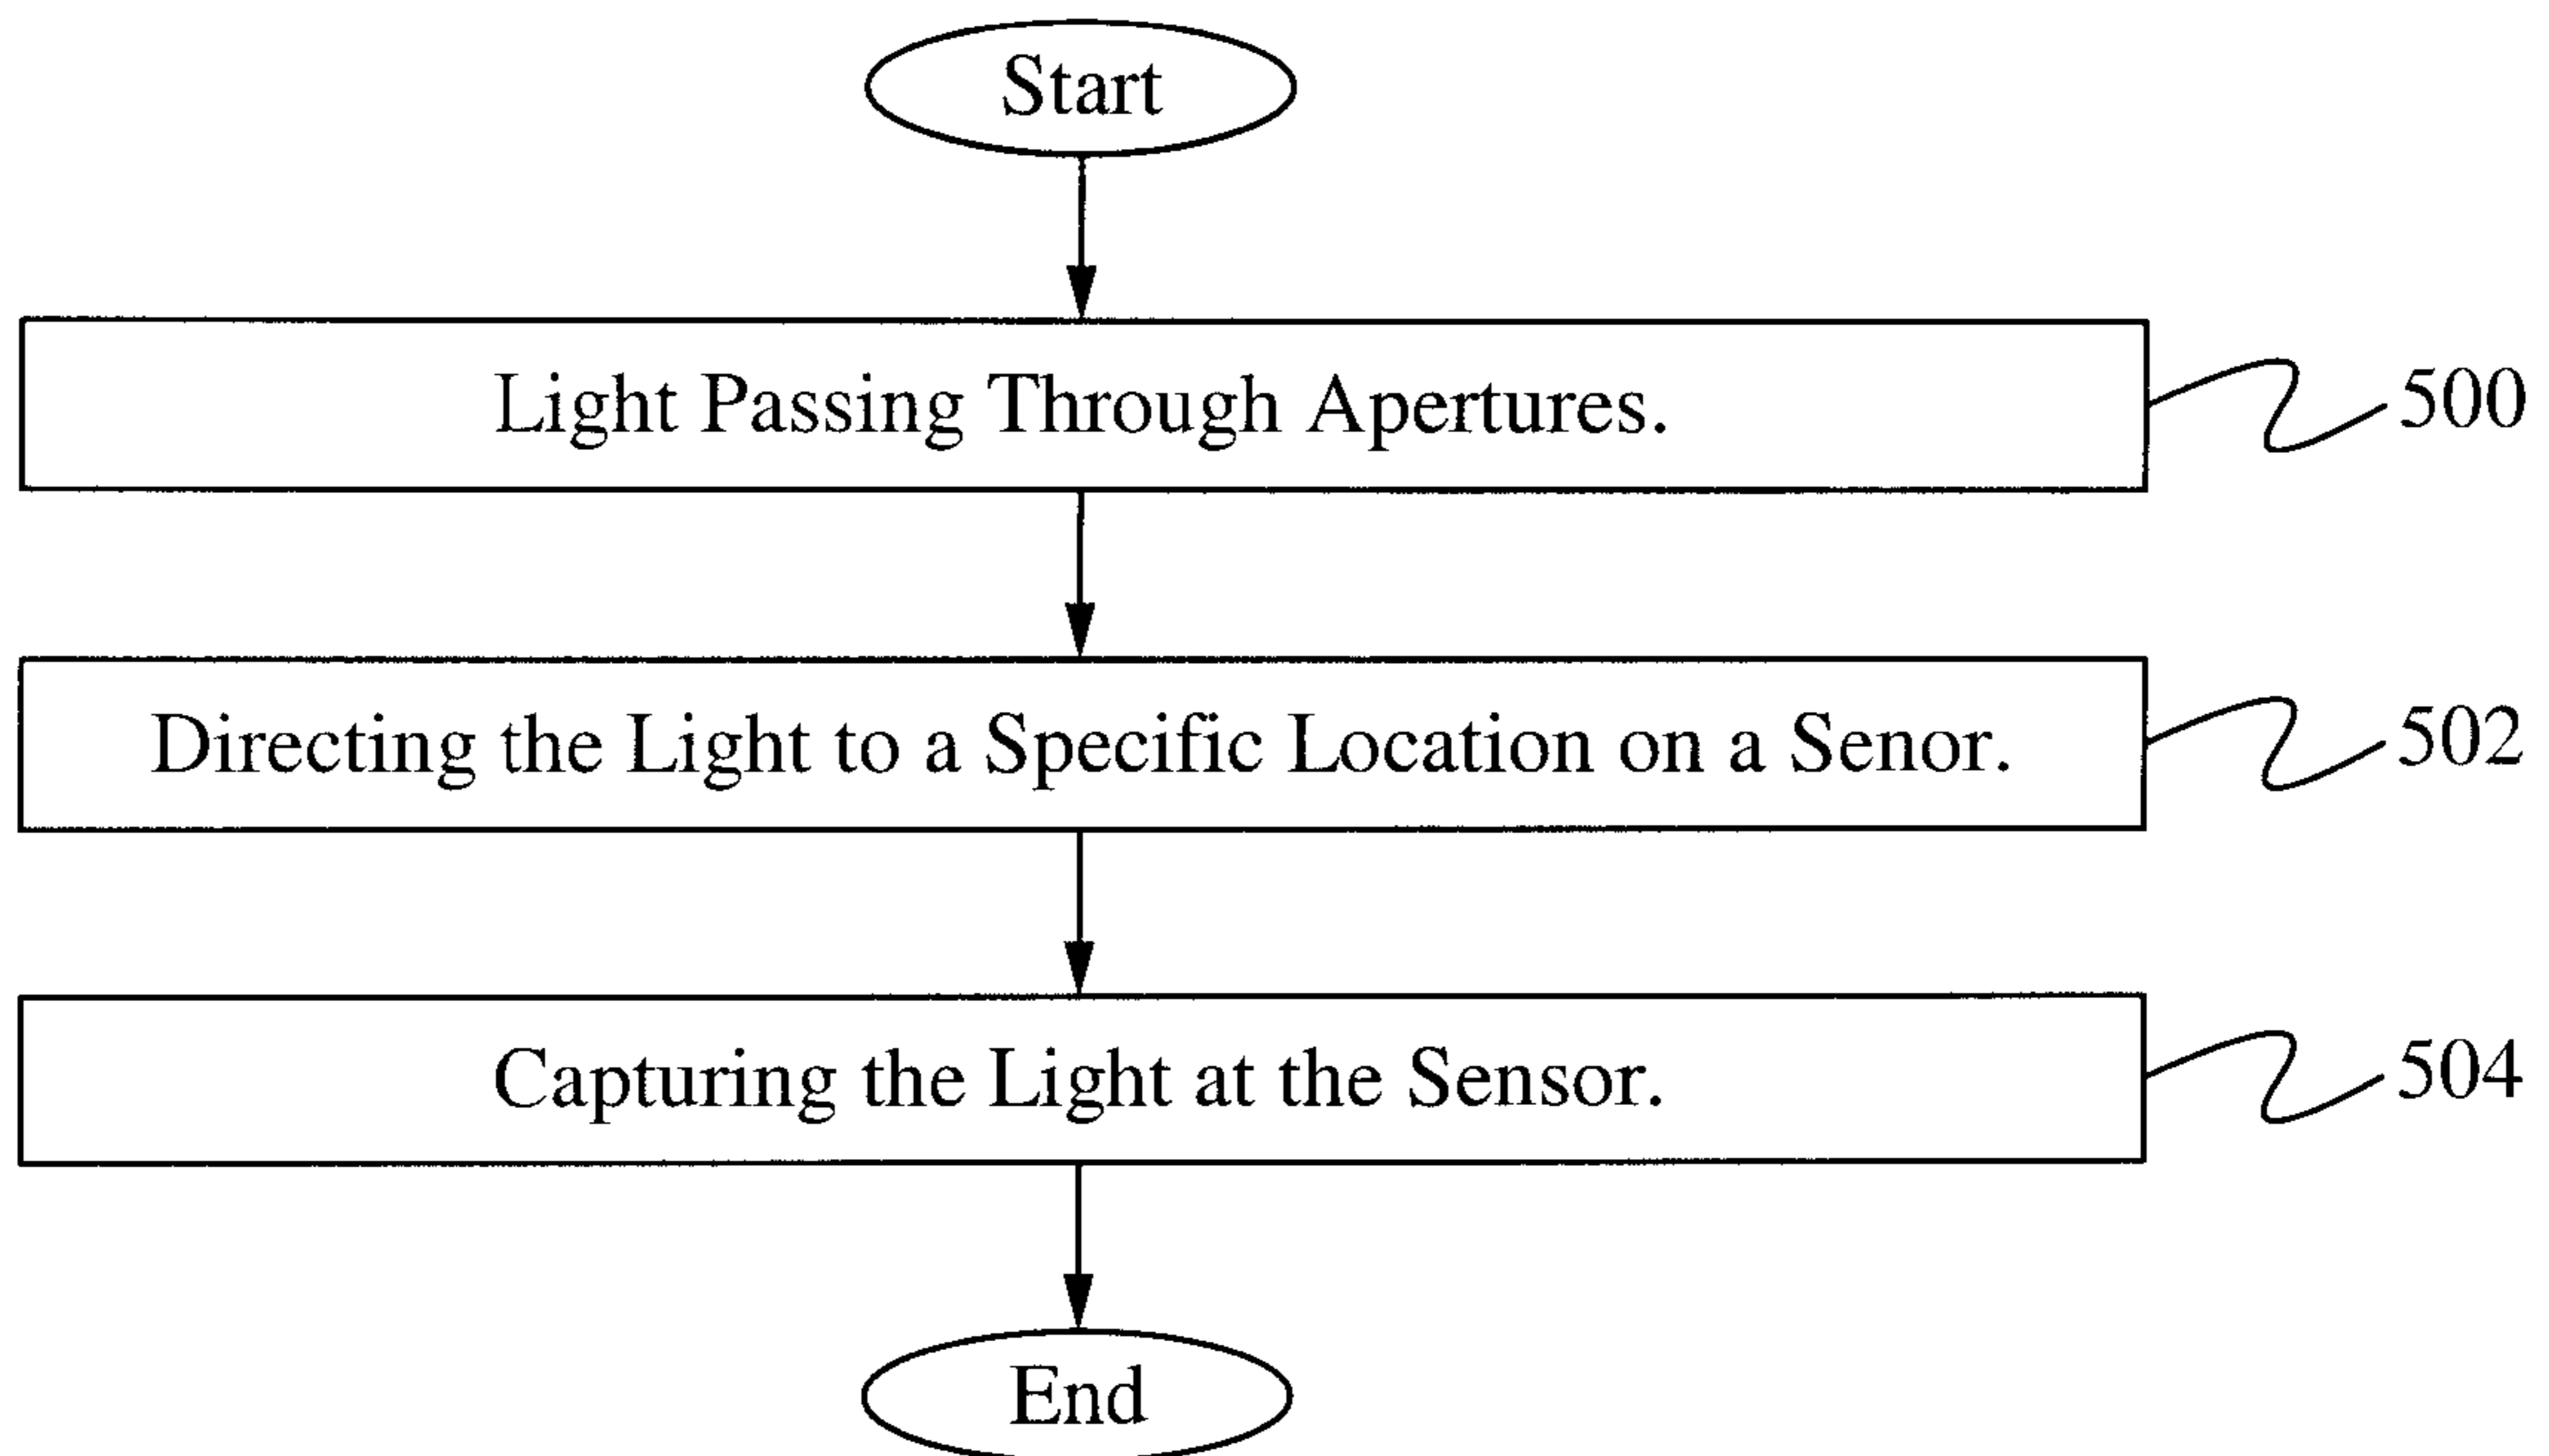 Start
Light Passing Through Apertures.
500
Directing the Light to a Specific Location on a Senor.
502
Capturing the Light at the Sensor.
504
End